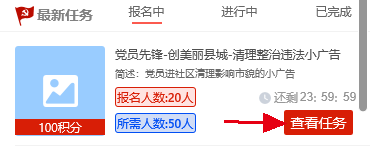 最新任务 报名中 进行中 已完成
党员先锋-创美丽县城-清理整治违法小广告
简述：党员进社区清理影响市貌的小广告
报名人数:20人 还剩23：59：59
100积分 所需人数:50人 查看任务